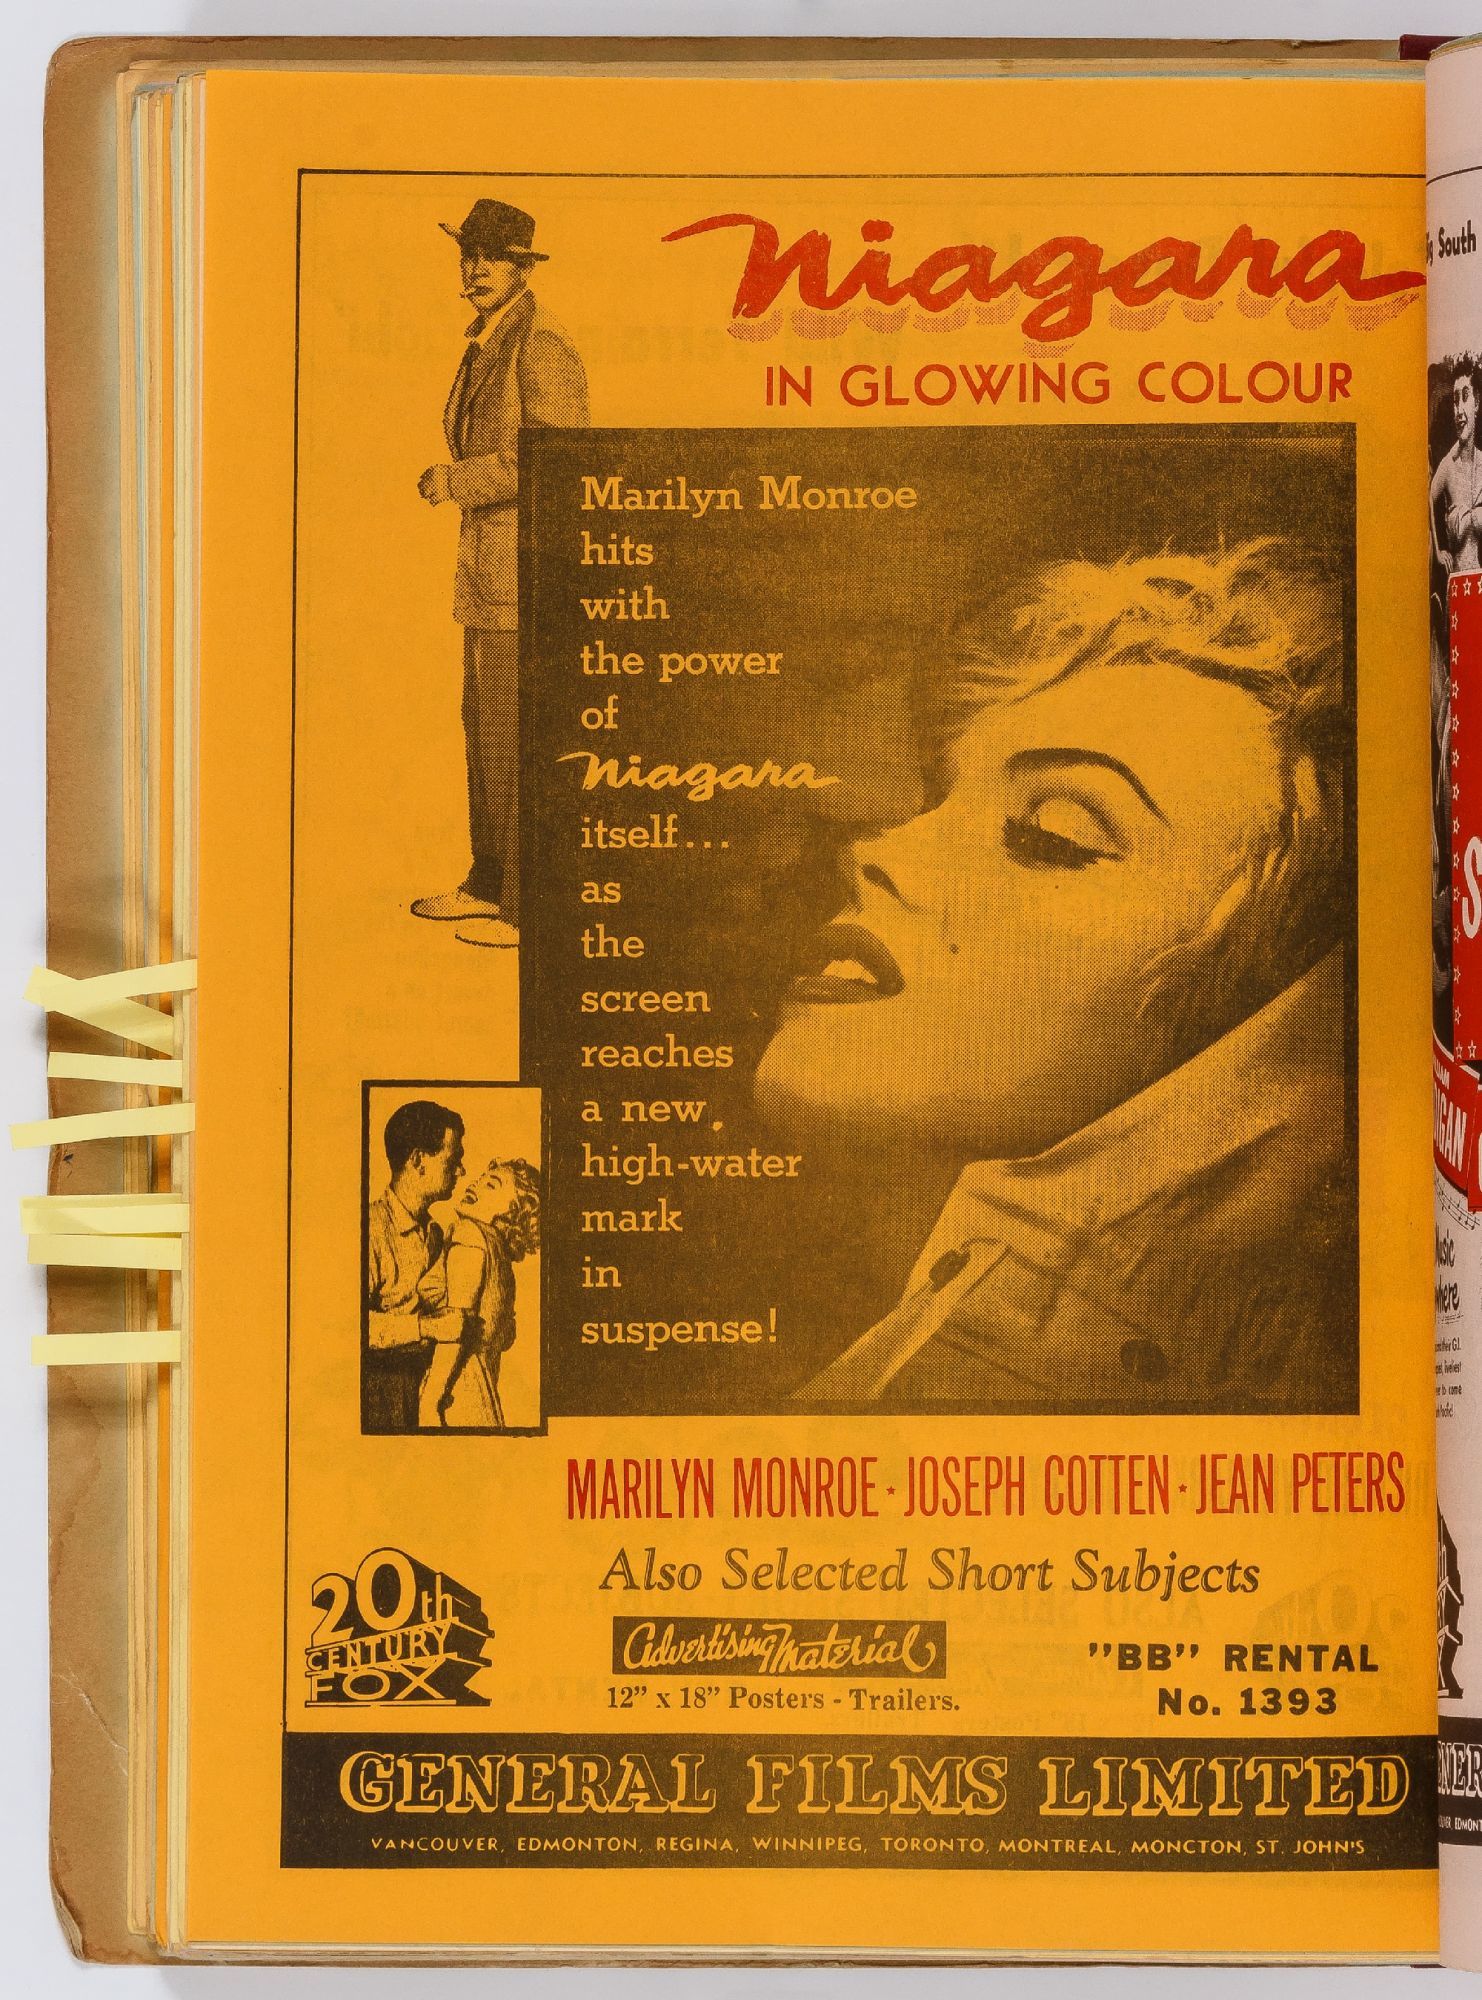 Niagara
IN GLOWING COLOUR
Marilyn Monroe
hits
with
the power
of
Niagara
itself...
as
the
screen
reaches
a new
high-water
mark
in
suspense!
MARILYN MONROE · JOSEPH COTTEN · JEAN PETERS
Also Selected Short Subjects
20th
CENTURY
FOX
Advertising Material
12" x 18" Posters - Trailers.
"BB" RENTAL
No. 1393
GENERAL FILMS LIMITED
VANCOUVER, EDMONTON, REGINA, WINNIPEG, TORONTO, MONTREAL, MONCTON, ST. JOHN'S
South